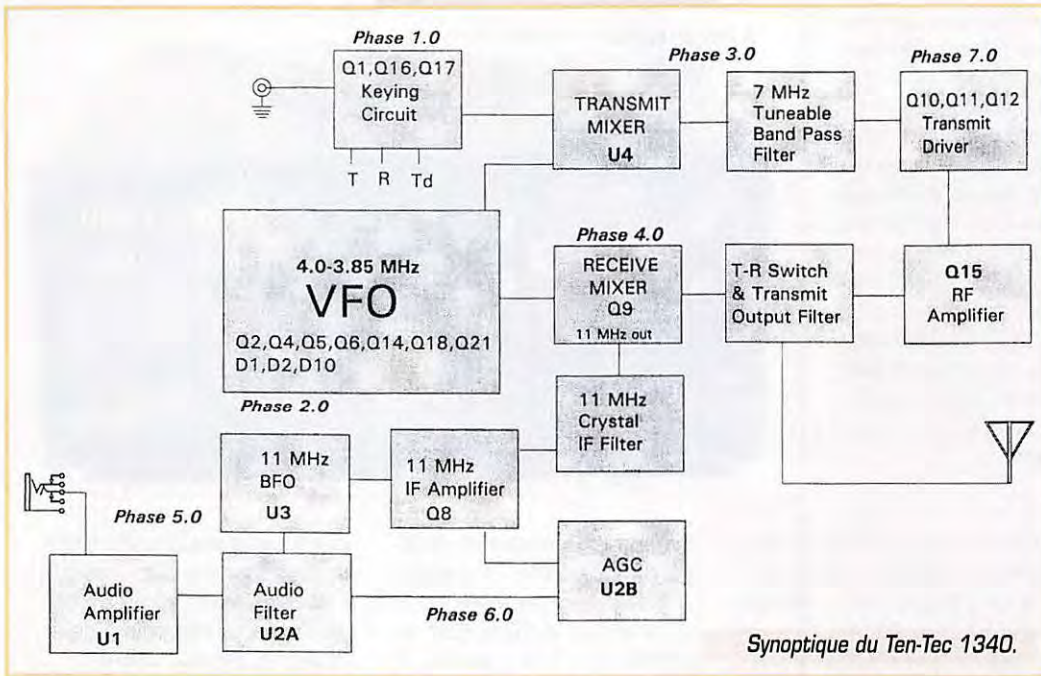 Phase 1.0
Q1,Q16,Q17
Keying
Circuit
T R Td
TRANSMIT
MIXER
U4
Phase 3.0
7 MHz
Tuneable
Band Pass
Filter
Phase 7.0
Q10,Q11,Q12
Transmit
Driver
4.0-3.85 MHz
VFO
Q2,Q4,Q5,Q6,Q14,Q18,Q21
D1,D2,D10
Phase 2.0
Phase 4.0
RECEIVE
MIXER
Q9
11 MHz out
T-R Switch
& Transmit
Output Filter
Q15
RF
Amplifier
11 MHz
Crystal
IF Filter
11 MHz
BFO
U3
11 MHz
IF Amplifier
Q8
Phase 5.0
Audio
Amplifier
U1
Audio
Filter
U2A
Phase 6.0
AGC
U2B
Synoptique du Ten-Tec 1340.